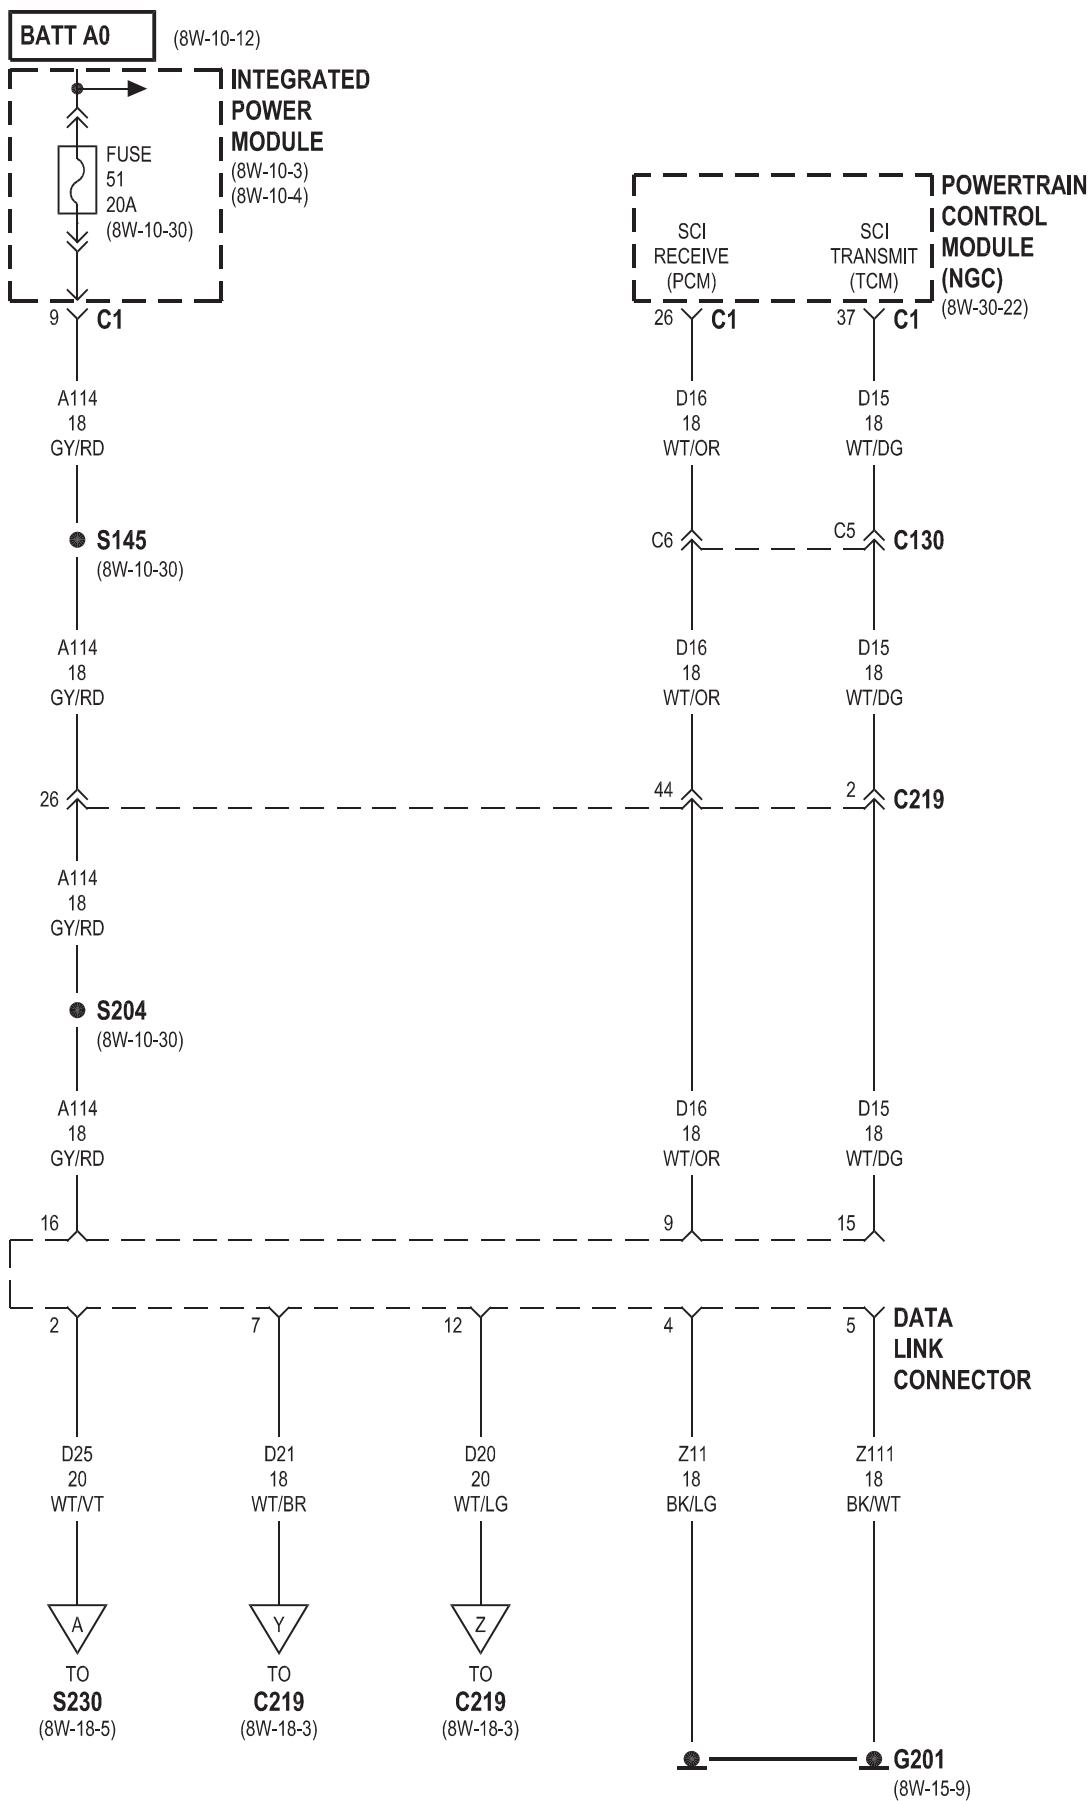 BATT A0
(8W-10-12)
INTEGRATED
POWER
MODULE
(8W-10-3)
(8W-10-4)
FUSE
51
20A
(8W-10-30)
POWERTRAIN
CONTROL
MODULE
(NGC)
(8W-30-22)
SCI
RECEIVE
(PCM)
SCI
TRANSMIT
(TCM)
9
C1
26
C1
37
C1
A114
18
GY/RD
D16
18
WT/OR
D15
18
WT/DG
S145
(8W-10-30)
C6
C5
C130
A114
18
GY/RD
D16
18
WT/OR
D15
18
WT/DG
26
44
2
C219
A114
18
GY/RD
S204
(8W-10-30)
A114
18
GY/RD
D16
18
WT/OR
D15
18
WT/DG
16
9
15
2
7
12
4
5
DATA
LINK
CONNECTOR
D25
20
WT/VT
D21
18
WT/BR
D20
20
WT/LG
Z11
18
BK/LG
Z111
18
BK/WT
A
TO
S230
(8W-18-5)
Y
TO
C219
(8W-18-3)
Z
TO
C219
(8W-18-3)
G201
(8W-15-9)